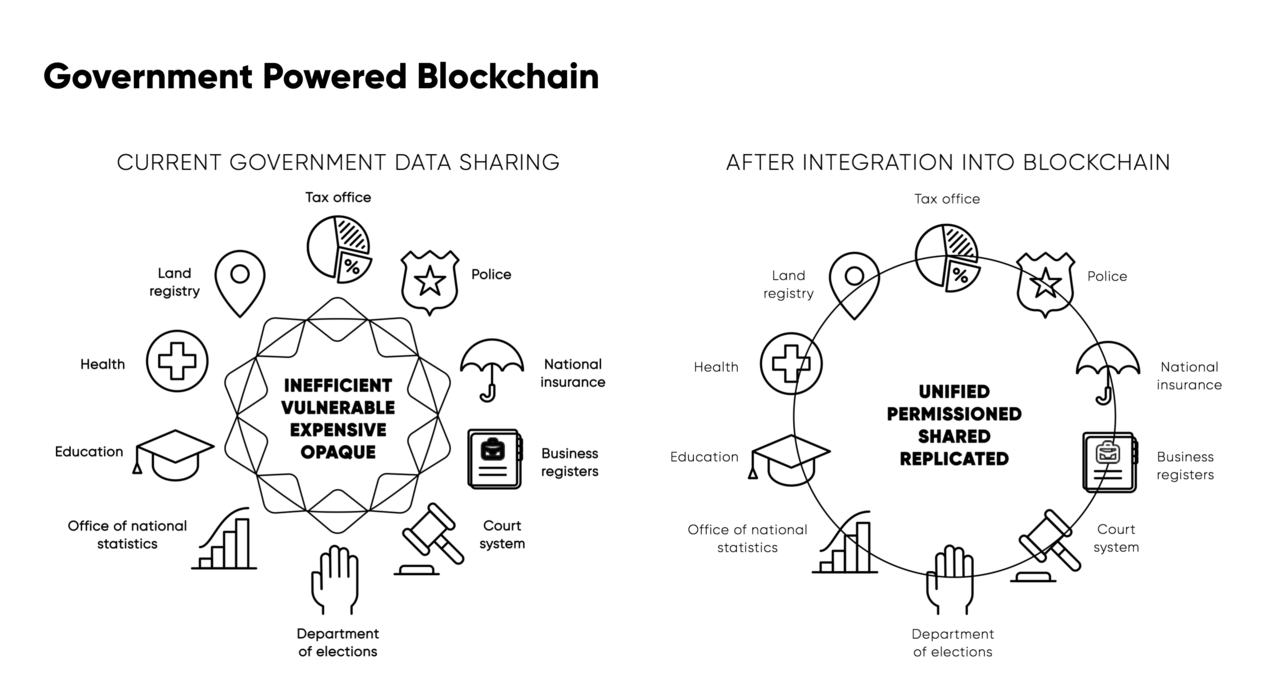 Government Powered Blockchain
CURRENT GOVERNMENT DATA SHARING
Tax office
%
Land
registry
Police
Health
National
insurance
INEFFICIENT
VULNERABLE
EXPENSIVE
OPAQUE
Education
Business
registers
Office of national
statistics
Court
system
Department
of elections
AFTER INTEGRATION INTO BLOCKCHAIN
Tax office
%
Land
registry
Police
Health
National
insurance
UNIFIED
PERMISSIONED
SHARED
REPLICATED
Education
Business
registers
Office of national
statistics
Court
system
Department
of elections